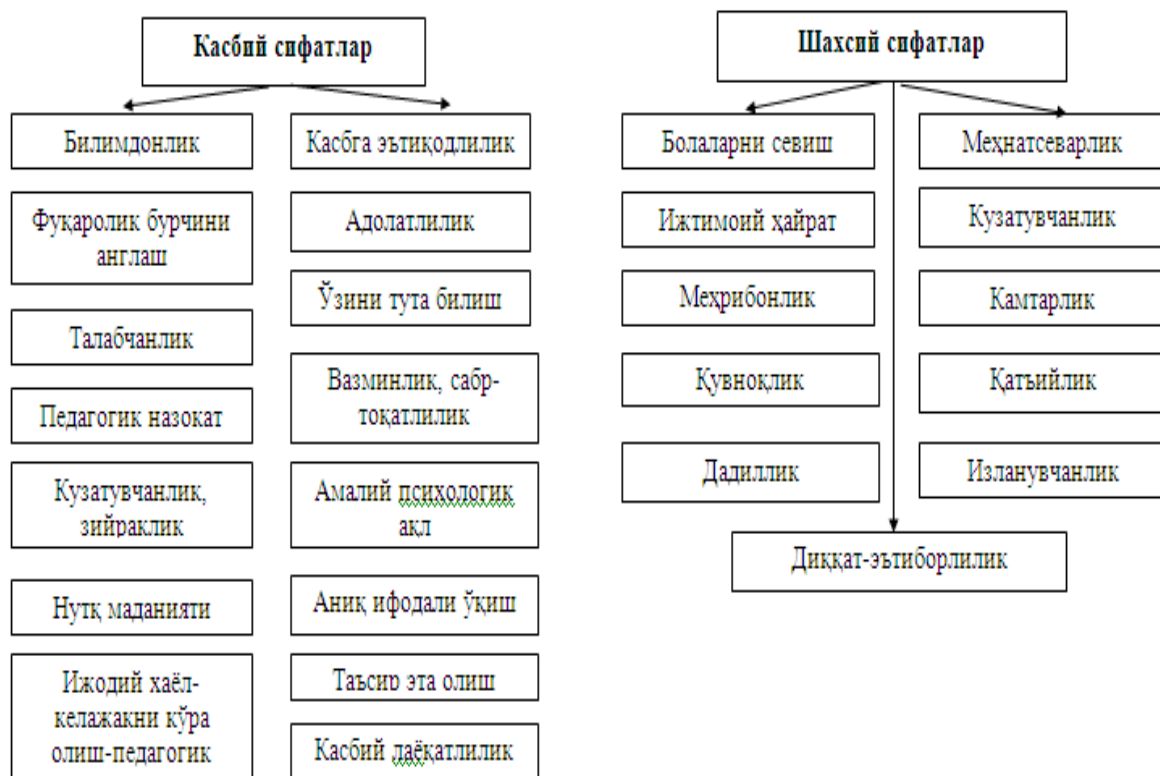 Касбий сифатлар
Билимдонлик
Фуқаролик бурчини
англаш
Талабчанлик
Педагогик назокат
Кузатувчанлик,
зийраклик
Нутқ маданияти
Ижодий хаёл-
келажакни кўра
олиш-педагогик
Касбга эътиқодлилик
Адолатлилик
Ўзини тута билиш
Вазминлик, сабр-
тоқатлилик
Амалий психологик
ақл
Аниқ ифодали ўқиш
Таъсир эта олиш
Касбий лаёқатлилик
Шахсий сифатлар
Болаларни севиш
Ижтимоий ҳайрат
Меҳрибонлик
Қувноқлик
Дадиллик
Меҳнатсеварлик
Кузатувчанлик
Камтарлик
Қатъийлик
Изланувчанлик
Диққат-эътиборлилик